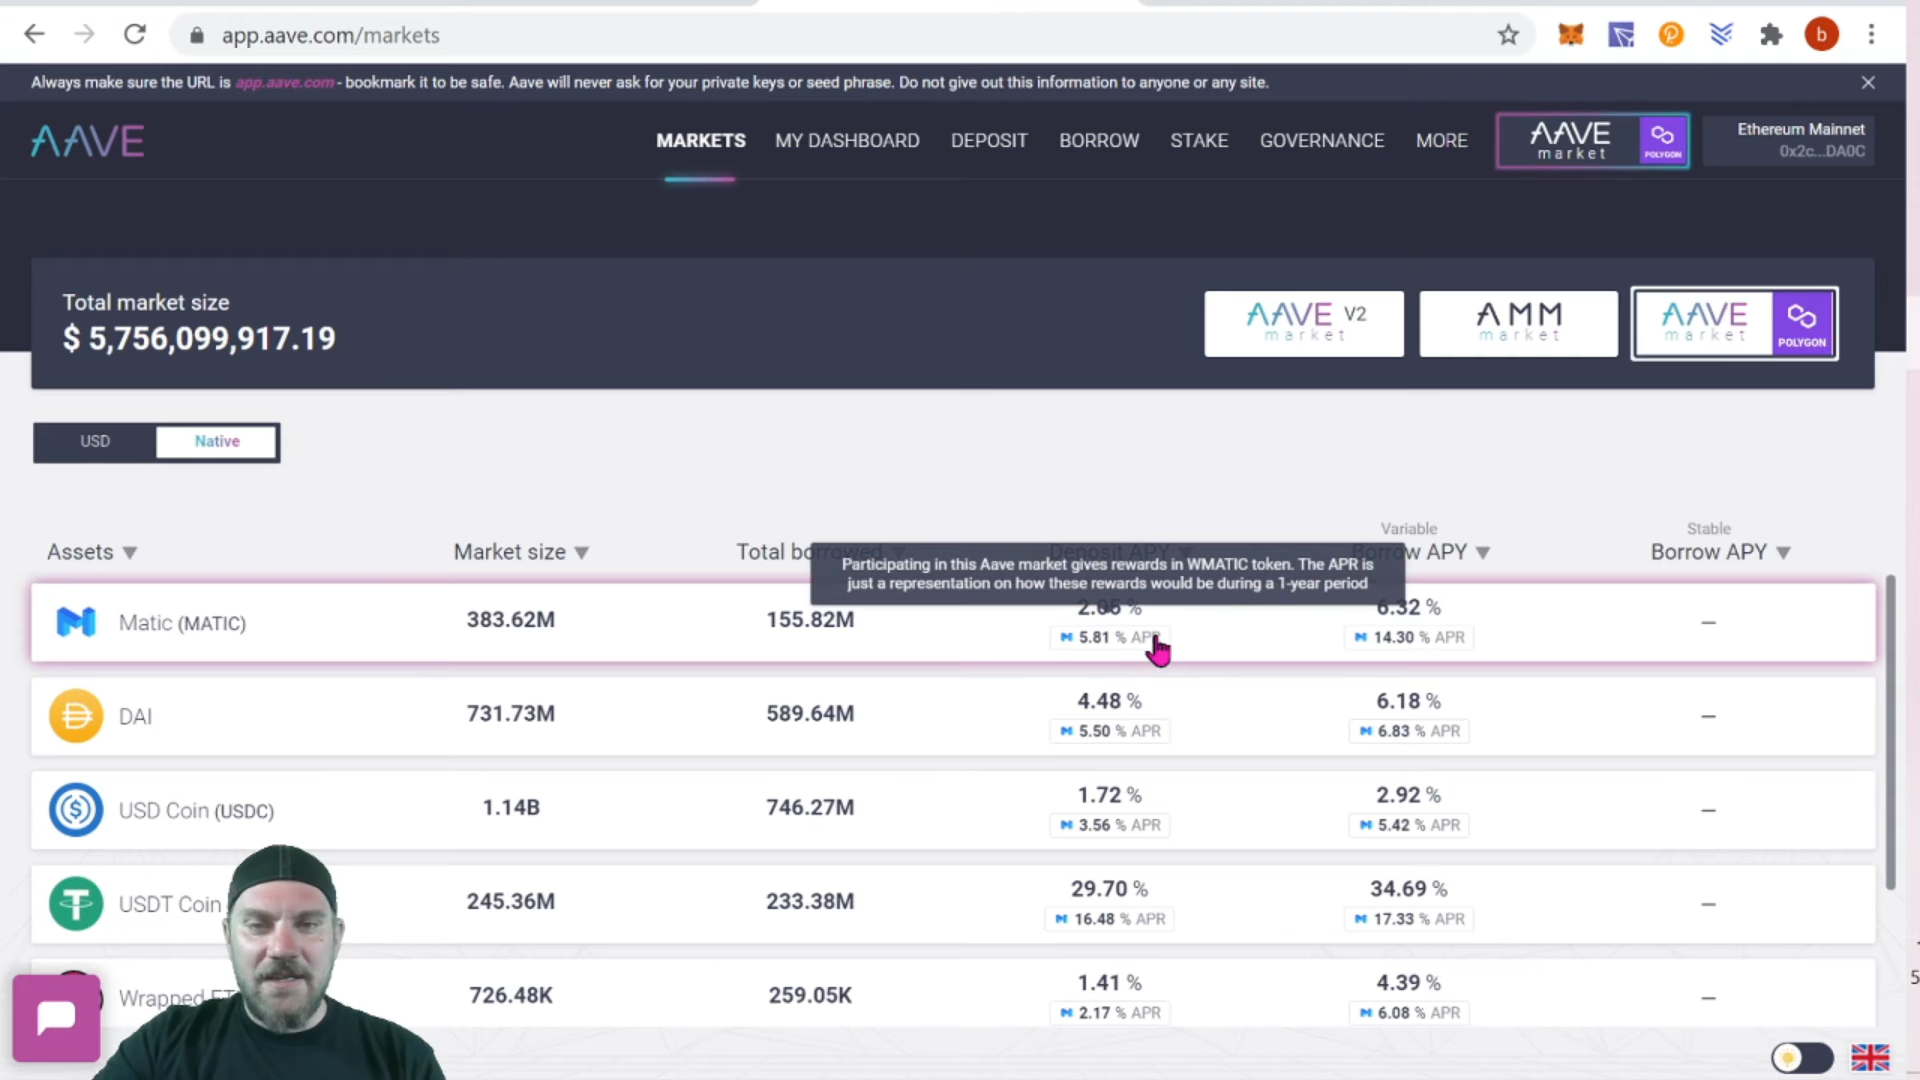 app.aave.com/markets
b
Always make sure the URL is app.aave.com - bookmark it to be safe. Aave will never ask for your private keys or seed phrase. Do not give out this information to anyone or any site.
AAVE
MARKETS
MY DASHBOARD
DEPOSIT
BORROW
STAKE
GOVERNANCE
MORE
AAVE
market
POLYGON
Ethereum Mainnet
0x2c...DA0C
Total market size
$ 5,756,099,917.19
AAVE V2
market
AMM
market
AAVE
market
POLYGON
USD
Native
Assets
Market size
Total borrowed
Deposit APY
Variable
Borrow APY
Stable
Borrow APY
Participating in this Aave market gives rewards in WMATIC token. The APR is
just a representation on how these rewards would be during a 1-year period
Matic (MATIC)
383.62M
155.82M
2.05 %
5.81 % APR
6.32 %
14.30 % APR
—
DAI
731.73M
589.64M
4.48 %
5.50 % APR
6.18 %
6.83 % APR
—
USD Coin (USDC)
1.14B
746.27M
1.72 %
3.56 % APR
2.92 %
5.42 % APR
—
USDT Coin
245.36M
233.38M
29.70 %
16.48 % APR
34.69 %
17.33 % APR
—
Wrapped
726.48K
259.05K
1.41 %
2.17 % APR
4.39 %
6.08 % APR
—